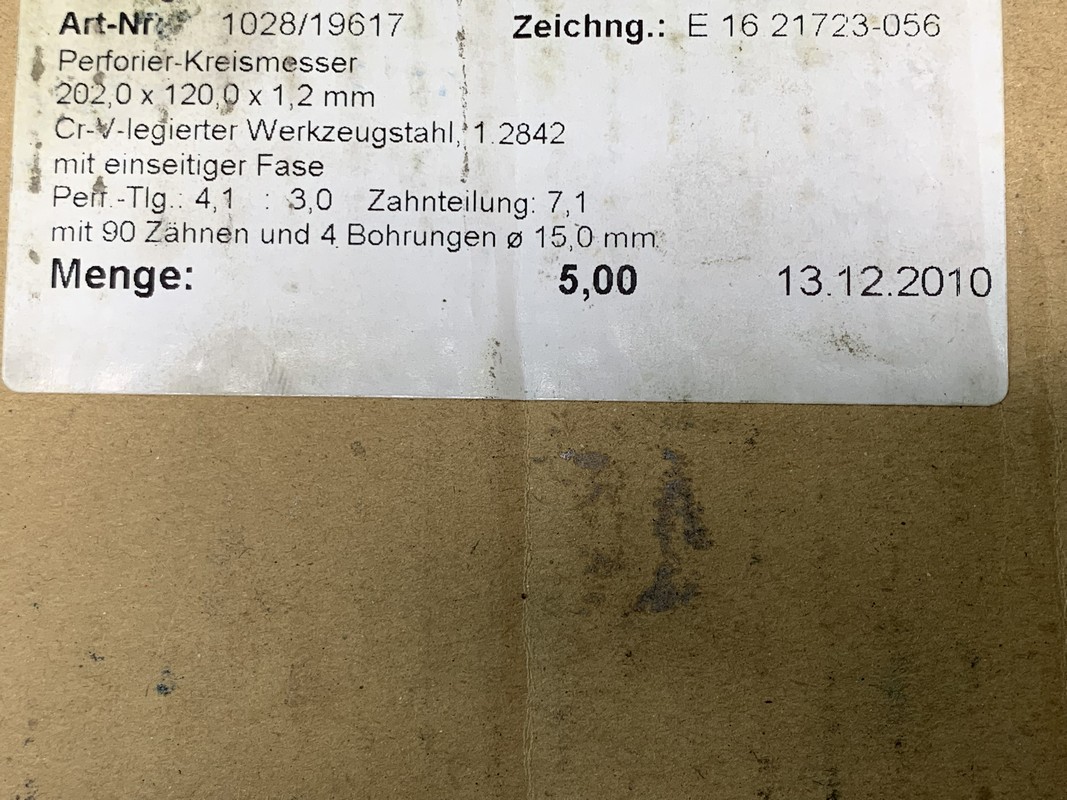 Art-Nr. 1028/19617 Zeichng.: E 16 21723-056
Perforier-Kreismesser
202,0 x 120,0 x 1,2 mm
Cr-V-legierter Werkzeugstahl, 1.2842
mit einseitiger Fase
Perf.-Tlg.: 4,1 : 3,0 Zahnteilung: 7,1
mit 90 Zähnen und 4 Bohrungen ø 15,0 mm
Menge: 5,00 13.12.2010